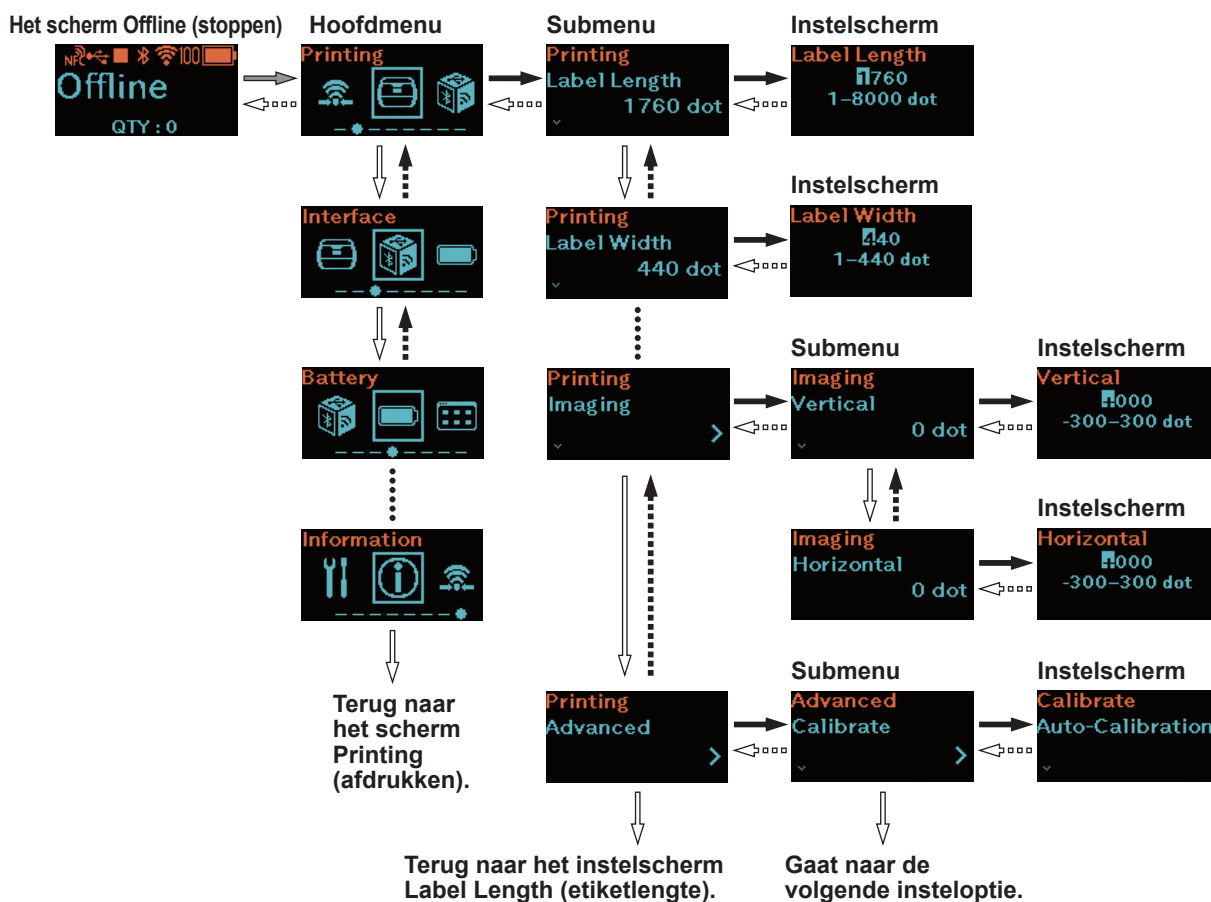 Het scherm Offline (stoppen)
Hoofdmenu
Submenu
Instelscherm
NFC
100
Offline
QTY : 0
Printing
Printing
Label Length
1760 dot
Label Length
1760
1–8000 dot
Instelscherm
Interface
Printing
Label Width
440 dot
Label Width
440
1–440 dot
Submenu
Instelscherm
Battery
Printing
Imaging
Imaging
Vertical
0 dot
Vertical
+000
-300–300 dot
Instelscherm
Information
Imaging
Horizontal
0 dot
Horizontal
+000
-300–300 dot
Submenu
Instelscherm
Terug naar
het scherm
Printing
(afdrukken).
Printing
Advanced
Advanced
Calibrate
Calibrate
Auto-Calibration
Terug naar het instelscherm
Label Length (etiketlengte).
Gaat naar de
volgende insteloptie.